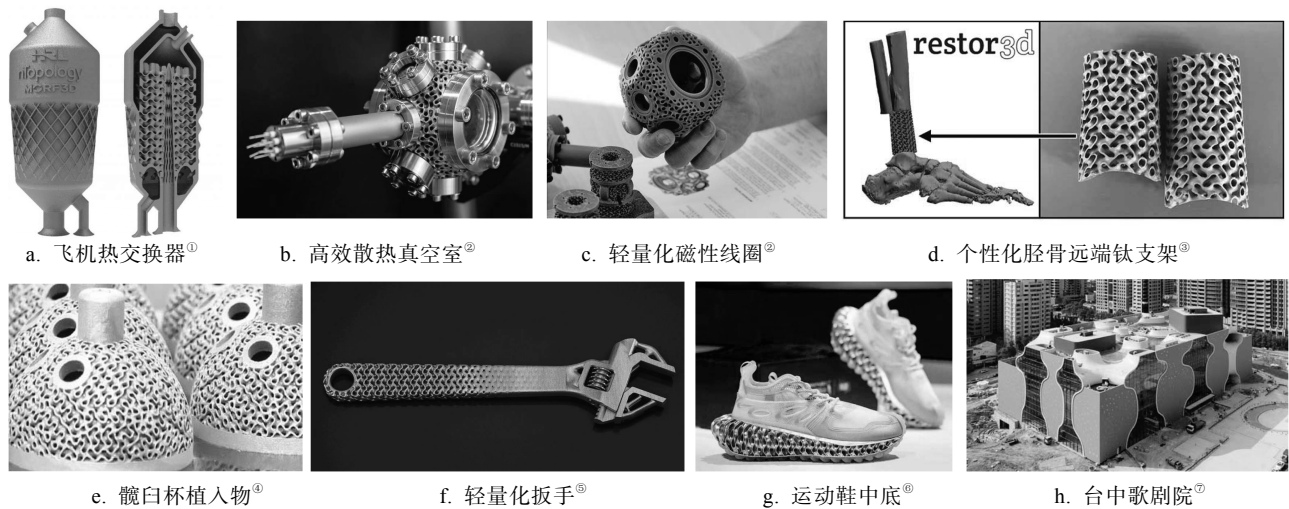 HRL
nTopology
MORF3D
restor3d
a. 飞机热交换器①
b. 高效散热真空室②
c. 轻量化磁性线圈②
d. 个性化胫骨远端钛支架③
e. 髋臼杯植入物④
f. 轻量化扳手⑤
g. 运动鞋中底⑥
h. 台中歌剧院⑦